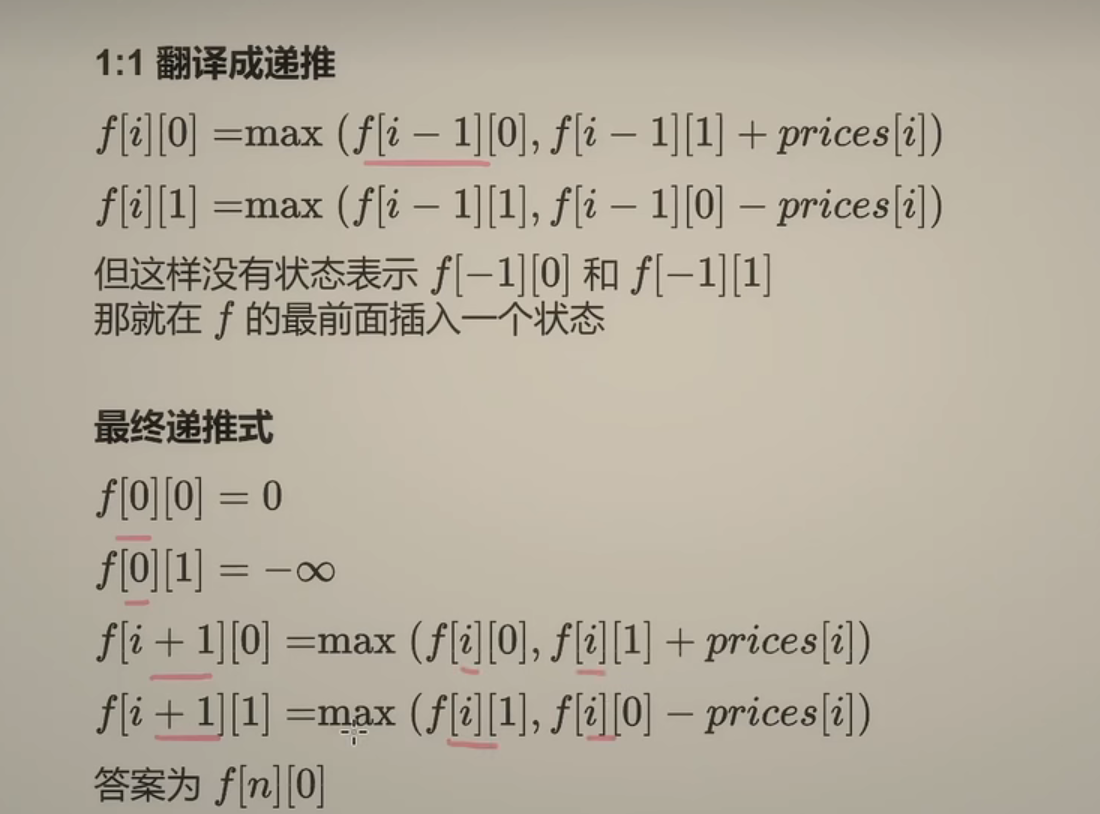 1:1 翻译成递推
f[i][0] =max (f[i − 1][0], f[i − 1][1] + prices[i])
f[i][1] =max (f[i − 1][1], f[i − 1][0] − prices[i])
但这样没有状态表示 f[−1][0] 和 f[−1][1]
那就在 f 的最前面插入一个状态
最终递推式
f[0][0] = 0
f[0][1] = −∞
f[i + 1][0] =max (f[i][0], f[i][1] + prices[i])
f[i + 1][1] =max (f[i][1], f[i][0] − prices[i])
答案为 f[n][0]